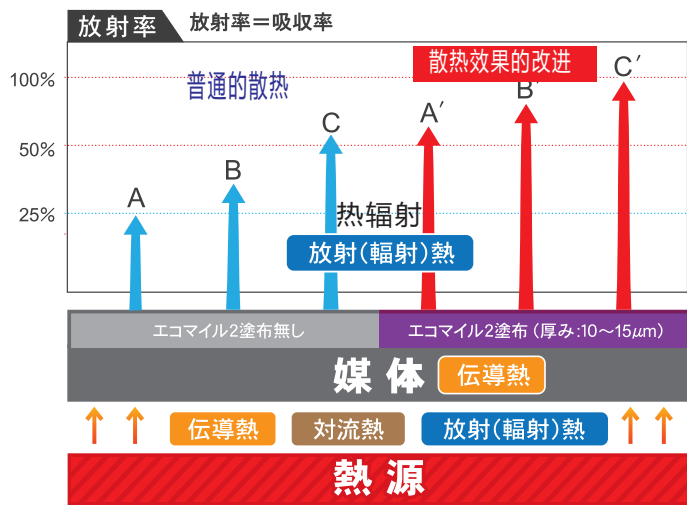 放射率
放射率＝吸収率
100%
50%
25%
普通的散热
散热效果的改进
A
B
C
A′
B′
C′
热辐射
放射(輻射)熱
エコマイル2塗布無し
エコマイル2塗布（厚み:10〜15μm）
媒体
伝導熱
伝導熱
対流熱
放射(輻射)熱
熱源